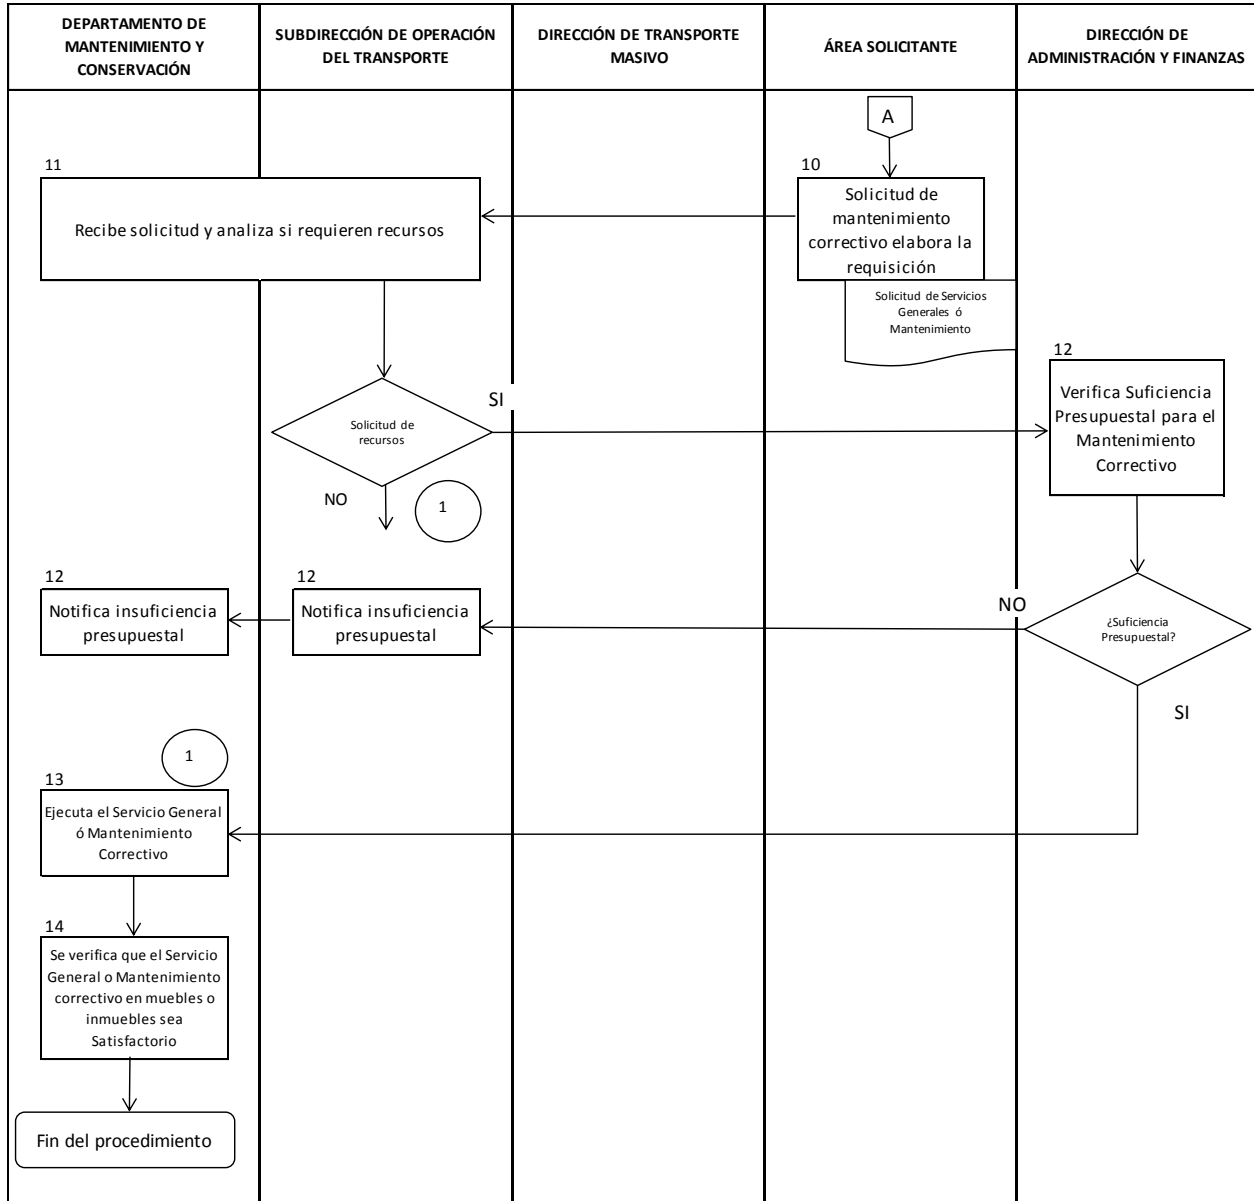 DEPARTAMENTO DE
MANTENIMIENTO Y
CONSERVACIÓN
SUBDIRECCIÓN DE OPERACIÓN
DEL TRANSPORTE
DIRECCIÓN DE TRANSPORTE
MASIVO
ÁREA SOLICITANTE
DIRECCIÓN DE
ADMINISTRACIÓN Y FINANZAS
A
11
Recibe solicitud y analiza si requieren recursos
10
Solicitud de
mantenimiento
correctivo elabora la
requisición
Solicitud de Servicios
Generales ó
Mantenimiento
12
Verifica Suficiencia
Presupuestal para el
Mantenimiento
Correctivo
Solicitud de
recursos
SI
NO
1
12
Notifica insuficiencia
presupuestal
12
Notifica insuficiencia
presupuestal
NO
¿Suficiencia
Presupuestal?
SI
1
13
Ejecuta el Servicio General
ó Mantenimiento
Correctivo
14
Se verifica que el Servicio
General o Mantenimiento
correctivo en muebles o
inmuebles sea
Satisfactorio
Fin del procedimiento